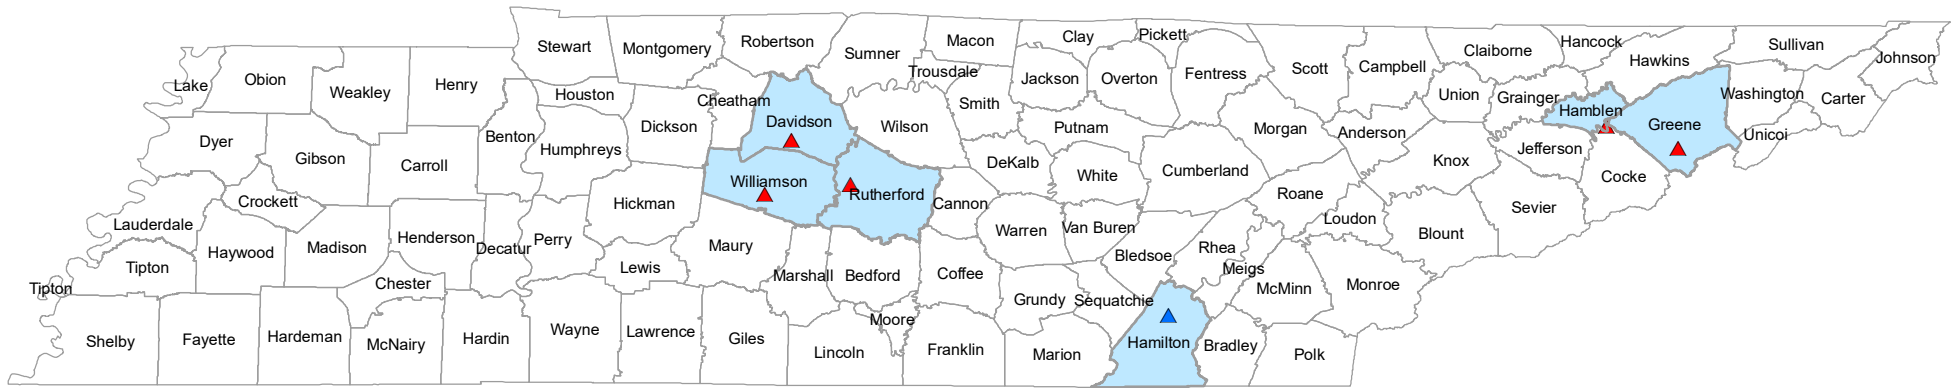 Stewart
Montgomery
Robertson
Sumner
Macon
Clay
Pickett
Claiborne
Hancock
Hawkins
Sullivan
Johnson
Lake
Obion
Weakley
Henry
Houston
Cheatham
Trousdale
Smith
Jackson
Overton
Fentress
Scott
Campbell
Union
Grainger
Hamblen
Greene
Washington
Carter
Unicoi
Dyer
Gibson
Carroll
Benton
Humphreys
Dickson
Davidson
Wilson
DeKalb
Putnam
White
Cumberland
Morgan
Anderson
Knox
Jefferson
Cocke
Sevier
Lauderdale
Crockett
Haywood
Madison
Henderson
Decatur
Perry
Hickman
Williamson
Rutherford
Cannon
Warren
Van Buren
Bledsoe
Rhea
Roane
Loudon
Blount
Tipton
Tipton
Chester
Lewis
Maury
Marshall
Bedford
Coffee
Grundy
Sequatchie
Meigs
McMinn
Monroe
Shelby
Fayette
Hardeman
McNairy
Hardin
Wayne
Lawrence
Giles
Lincoln
Moore
Franklin
Marion
Hamilton
Bradley
Polk